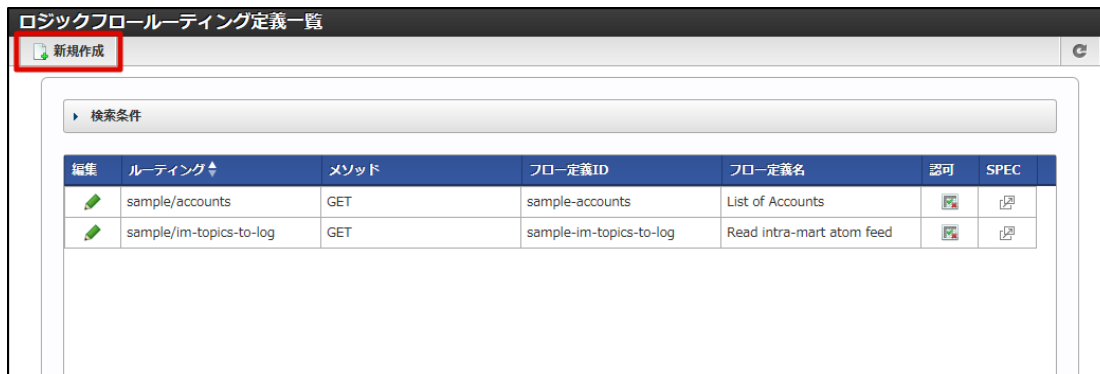 ロジックフロールーティング定義一覧
新規作成
検索条件
編集 ルーティング メソッド フロー定義ID フロー定義名 認可 SPEC
sample/accounts GET sample-accounts List of Accounts
sample/im-topics-to-log GET sample-im-topics-to-log Read intra-mart atom feed